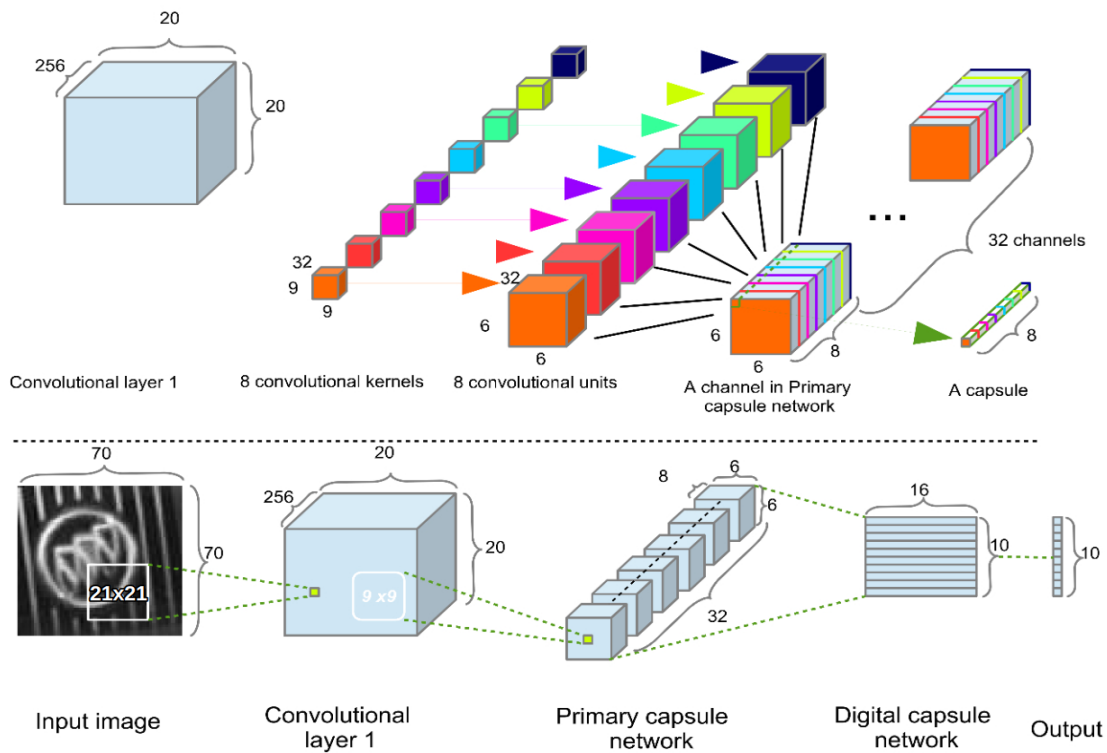 20
256
20
32
9
9
32
6
6
6
6
8
...
32 channels
8
Convolutional layer 1
8 convolutional kernels
8 convolutional units
A channel in Primary
capsule network
A capsule
70
70
21x21
20
256
20
9 x9
8
6
6
32
16
10
10
Input image
Convolutional
layer 1
Primary capsule
network
Digital capsule
network
Output